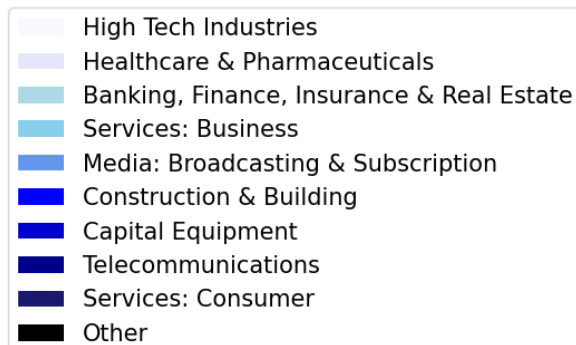 High Tech Industries
Healthcare & Pharmaceuticals
Banking, Finance, Insurance & Real Estate
Services: Business
Media: Broadcasting & Subscription
Construction & Building
Capital Equipment
Telecommunications
Services: Consumer
Other